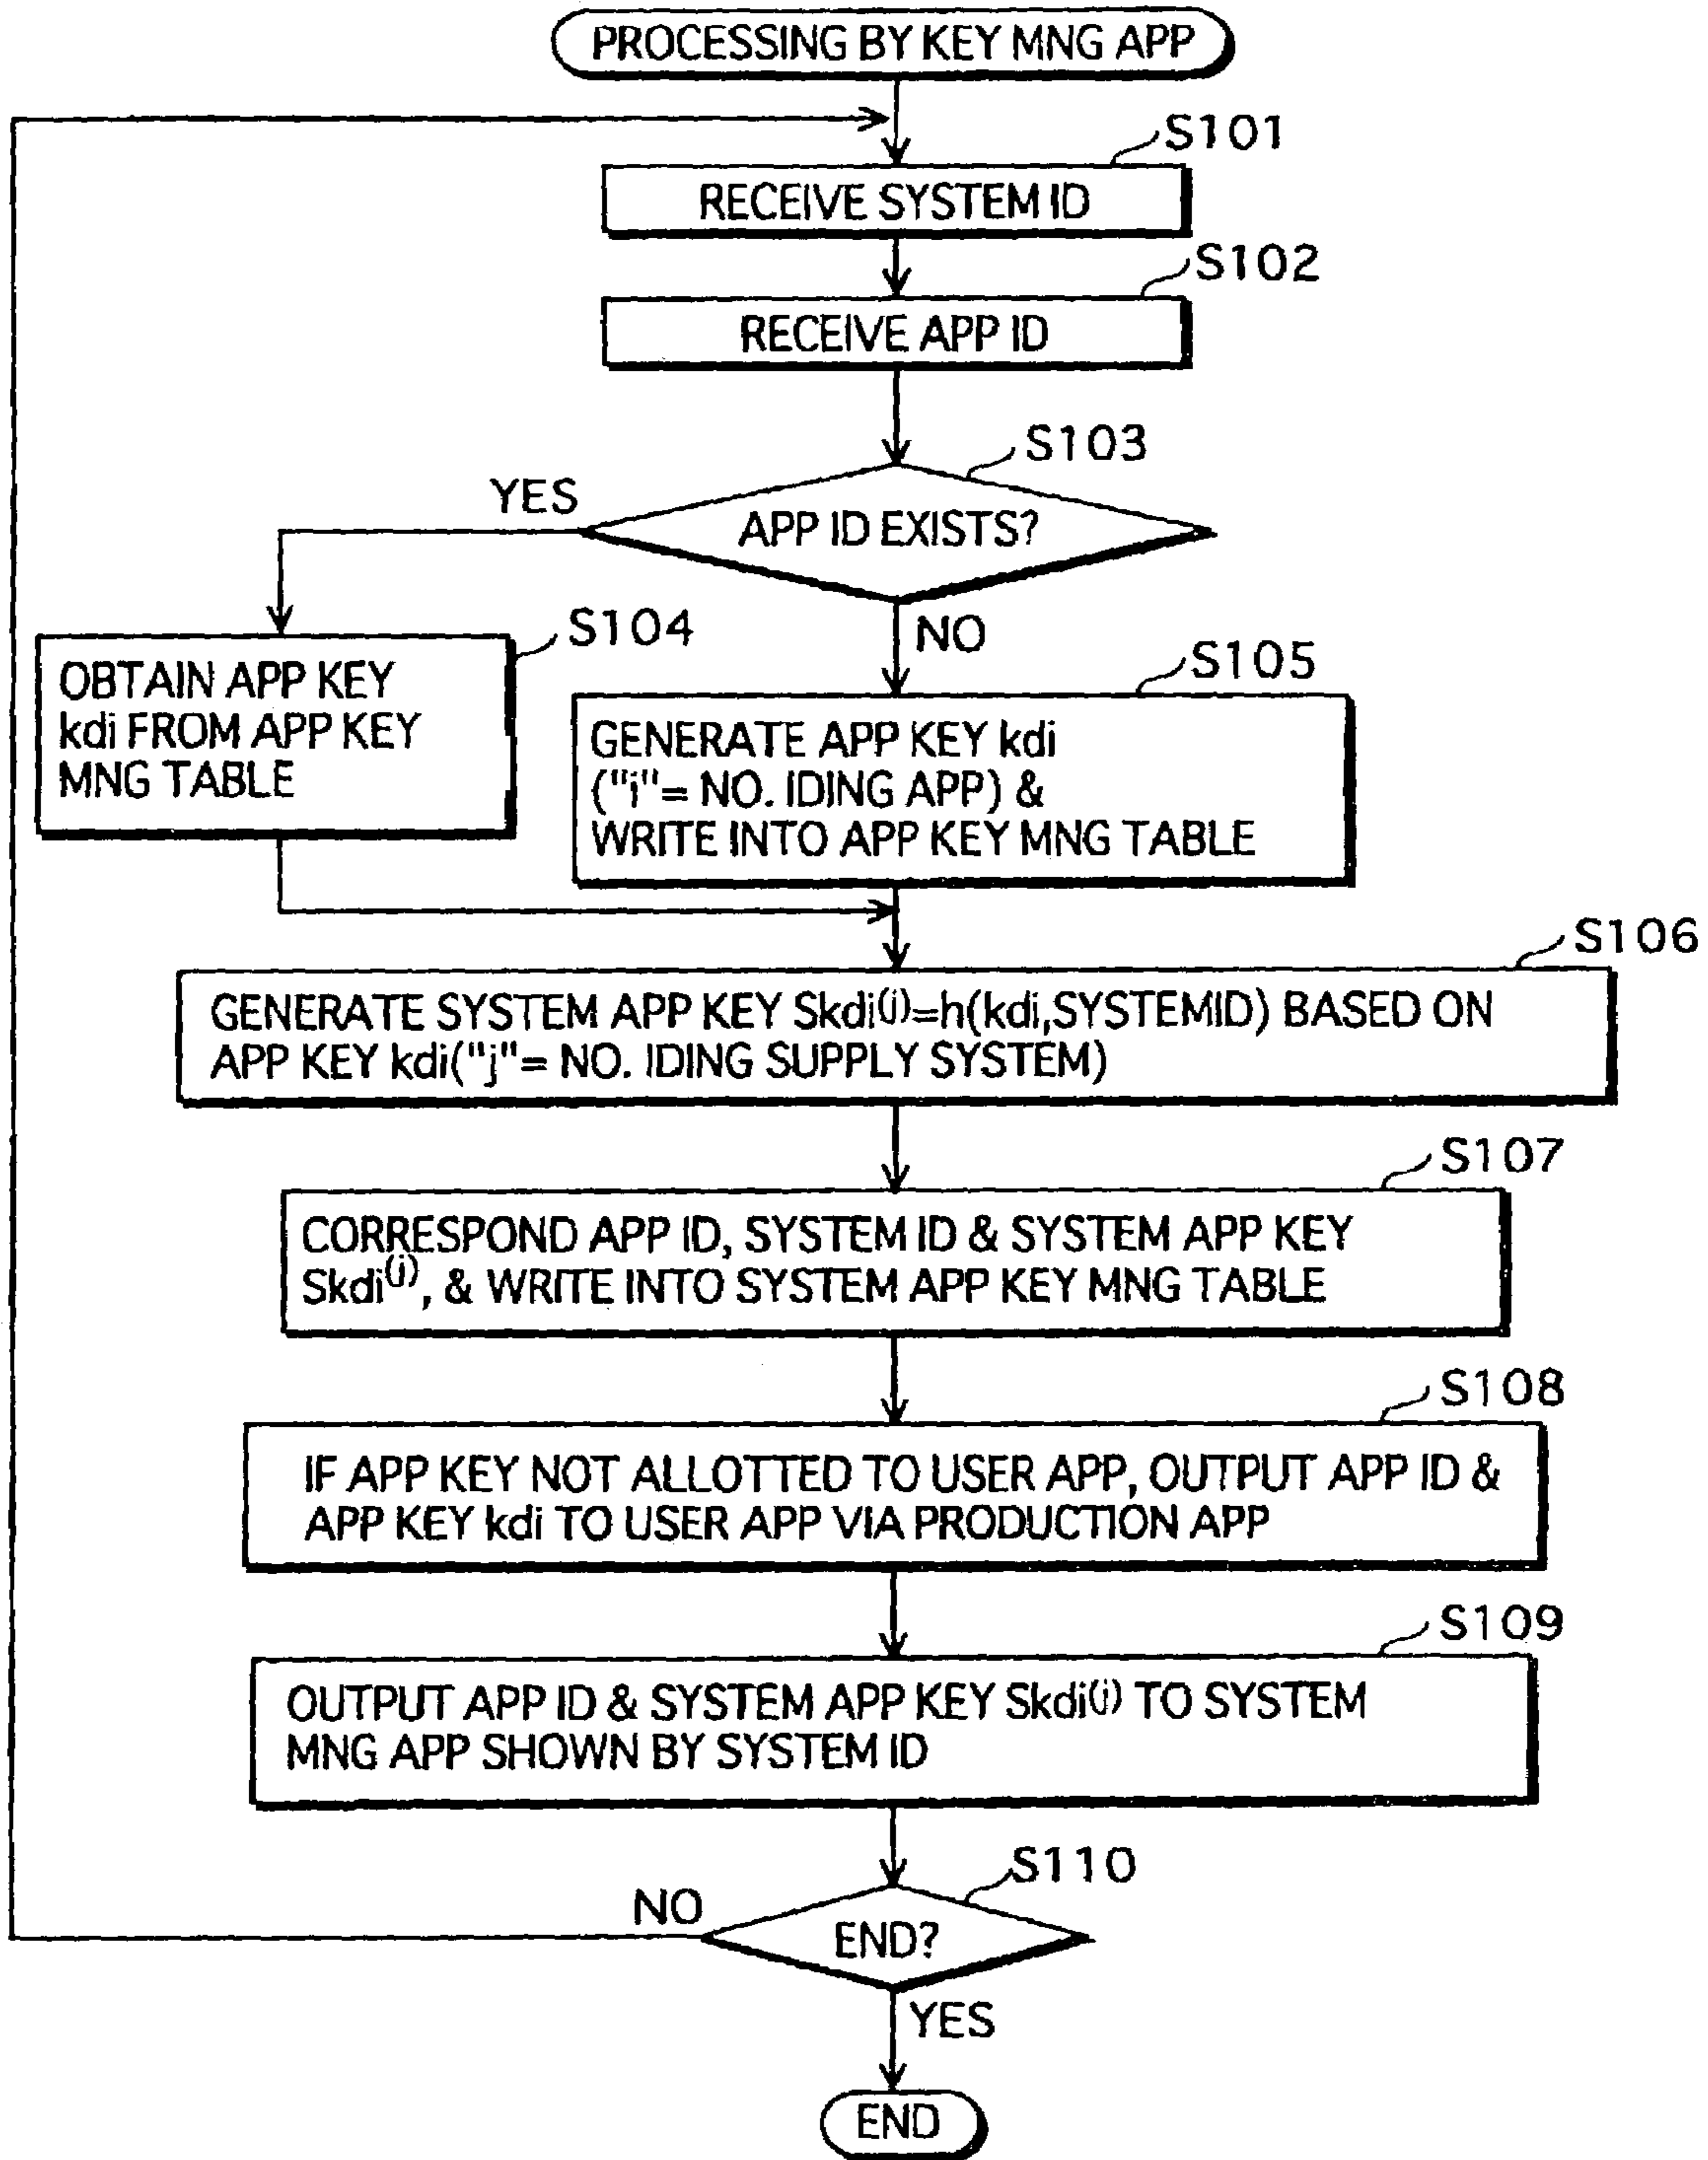 PROCESSING BY KEY MNG APP
S101
RECEIVE SYSTEM ID
S102
RECEIVE APP ID
S103
YES
APP ID EXISTS?
S104
NO
OBTAIN APP KEY
kdi FROM APP KEY
MNG TABLE
S105
GENERATE APP KEY kdi
("i"= NO. IDING APP) &
WRITE INTO APP KEY MNG TABLE
S106
GENERATE SYSTEM APP KEY Skdi(j)=h(kdi,SYSTEMID) BASED ON
APP KEY kdi("j"= NO. IDING SUPPLY SYSTEM)
S107
CORRESPOND APP ID, SYSTEM ID & SYSTEM APP KEY
Skdi(j), & WRITE INTO SYSTEM APP KEY MNG TABLE
S108
IF APP KEY NOT ALLOTTED TO USER APP, OUTPUT APP ID &
APP KEY kdi TO USER APP VIA PRODUCTION APP
S109
OUTPUT APP ID & SYSTEM APP KEY Skdi(j) TO SYSTEM
MNG APP SHOWN BY SYSTEM ID
S110
NO
END?
YES
END